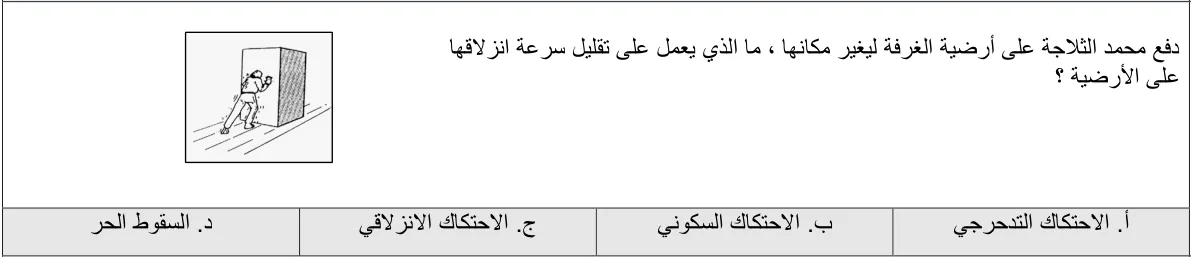 دفع محمد الثلاجة على أرضية الغرفة ليغير مكانها ، ما الذي يعمل على تقليل سرعة انزلاقها
على الأرضية ؟
أ. الاحتكاك التدحرجي
ب. الاحتكاك السكوني
ج. الاحتكاك الانزلاقي
د. السقوط الحر